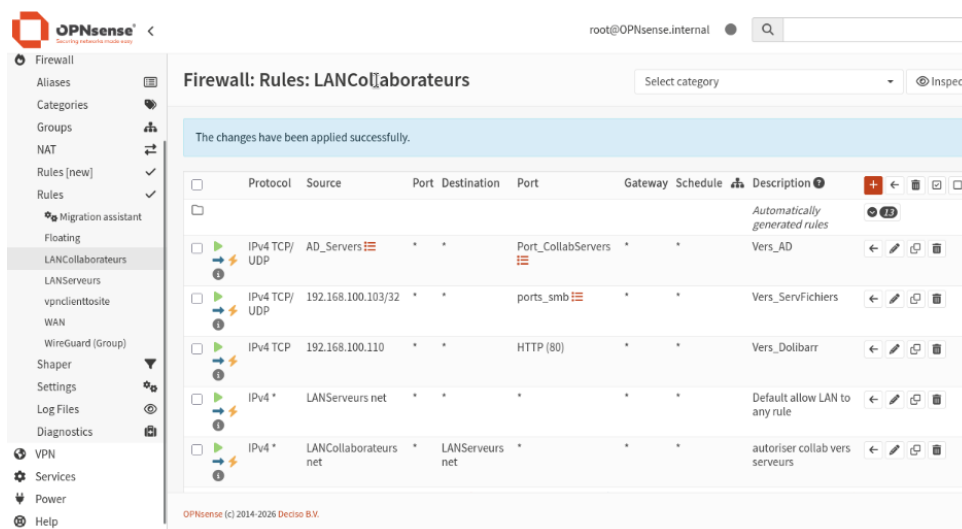 OPNsense
Securing networks made easy
root@OPNsense.internal
Firewall
Aliases
Categories
Groups
NAT
Rules [new]
Rules
Migration assistant
Floating
LANCollaborateurs
LANServeurs
vpnclienttosite
WAN
WireGuard (Group)
Shaper
Settings
Log Files
Diagnostics
VPN
Services
Power
Help
Firewall: Rules: LANCollaborateurs
Select category
Inspec
The changes have been applied successfully.
Protocol Source Port Destination Port Gateway Schedule Description
Automatically
generated rules
13
IPv4 TCP/ AD_Servers * * Port_CollabServers * * Vers_AD
UDP
IPv4 TCP/ 192.168.100.103/32 * * ports_smb * * Vers_ServFichiers
UDP
IPv4 TCP 192.168.100.110 * * HTTP (80) * * Vers_Dolibarr
IPv4 * LANServeurs net * * * * * Default allow LAN to
any rule
IPv4 * LANCollaborateurs * LANServeurs * * * autoriser collab vers
net net serveurs
OPNsense (c) 2014-2026 Deciso B.V.